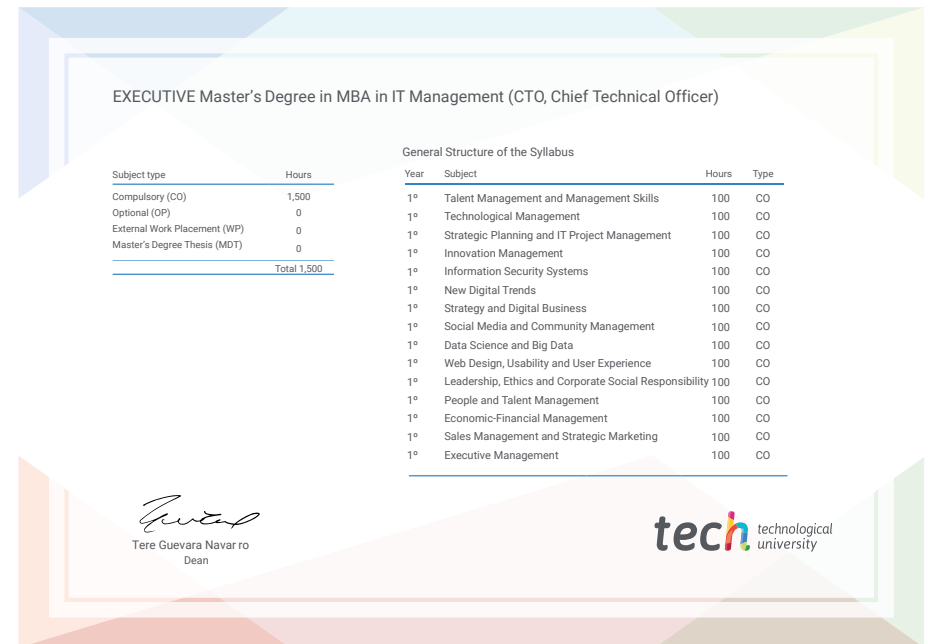 EXECUTIVE Master's Degree in MBA in IT Management (CTO, Chief Technical Officer)
Subject type Hours
Compulsory (CO) 1,500
Optional (OP) 0
External Work Placement (WP) 0
Master's Degree Thesis (MDT) 0
Total 1,500
General Structure of the Syllabus
Year Subject Hours Type
1º Talent Management and Management Skills 100 CO
1º Technological Management 100 CO
1º Strategic Planning and IT Project Management 100 CO
1º Innovation Management 100 CO
1º Information Security Systems 100 CO
1º New Digital Trends 100 CO
1º Strategy and Digital Business 100 CO
1º Social Media and Community Management 100 CO
1º Data Science and Big Data 100 CO
1º Web Design, Usability and User Experience 100 CO
1º Leadership, Ethics and Corporate Social Responsibility 100 CO
1º People and Talent Management 100 CO
1º Economic-Financial Management 100 CO
1º Sales Management and Strategic Marketing 100 CO
1º Executive Management 100 CO
Tere Guevara Navar ro
Dean
tech technological
university